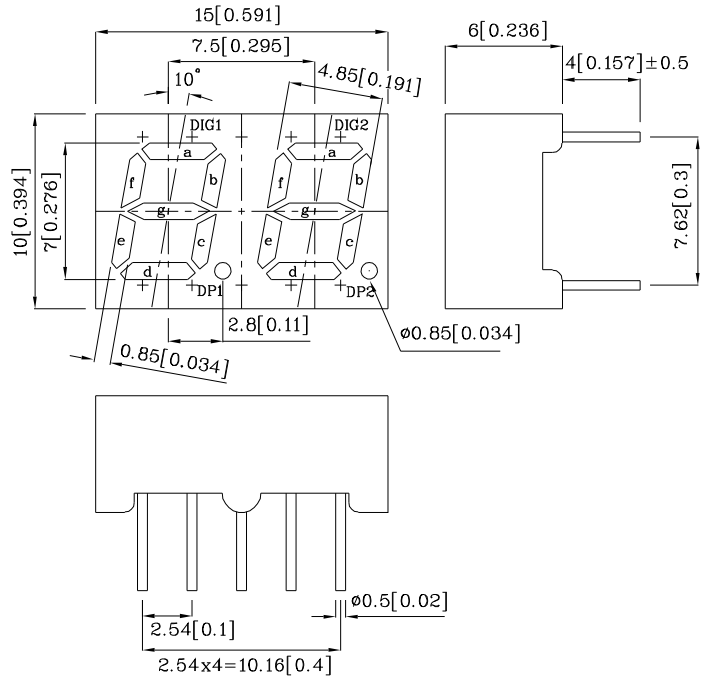 15[0.591]
7.5[0.295]
10°
4.85[0.191]
6[0.236]
4[0.157]±0.5
DIG1
DIG2
a
a
f
b
f
b
10[0.394]
7[0.276]
7.62[0.3]
g
g
e
c
e
c
d
d
DP1
DP2
2.8[0.11]
ø0.85[0.034]
0.85[0.034]
ø0.5[0.02]
2.54[0.1]
2.54x4=10.16[0.4]